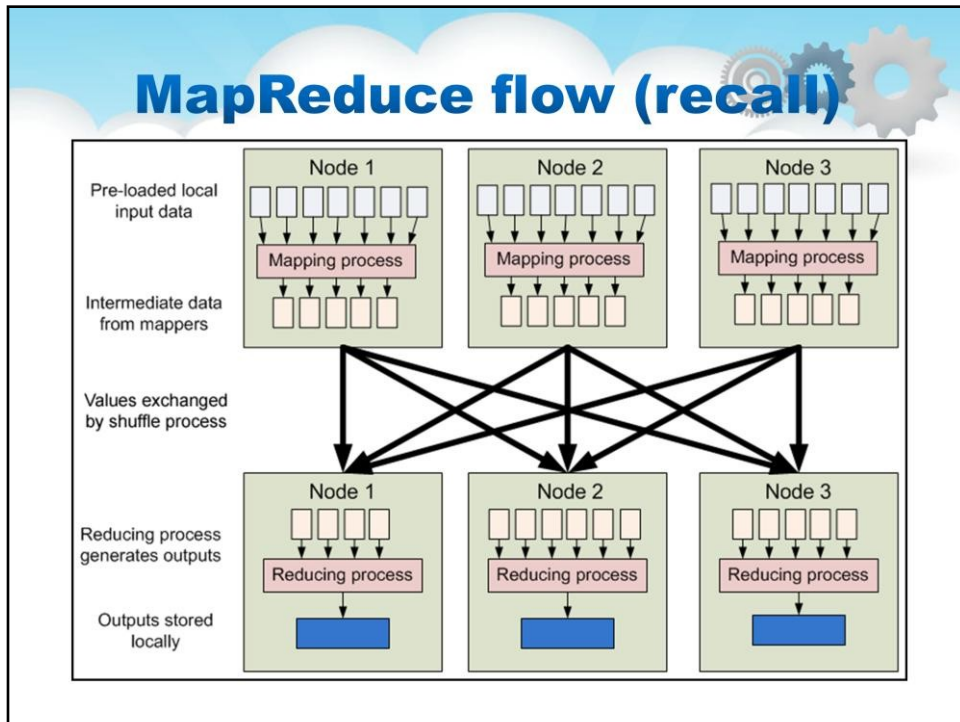 MapReduce flow (recall)
Pre-loaded local
input data
Node 1
Node 2
Node 3
Mapping process
Mapping process
Mapping process
Intermediate data
from mappers
Values exchanged
by shuffle process
Node 1
Node 2
Node 3
Reducing process
generates outputs
Reducing process
Reducing process
Reducing process
Outputs stored
locally